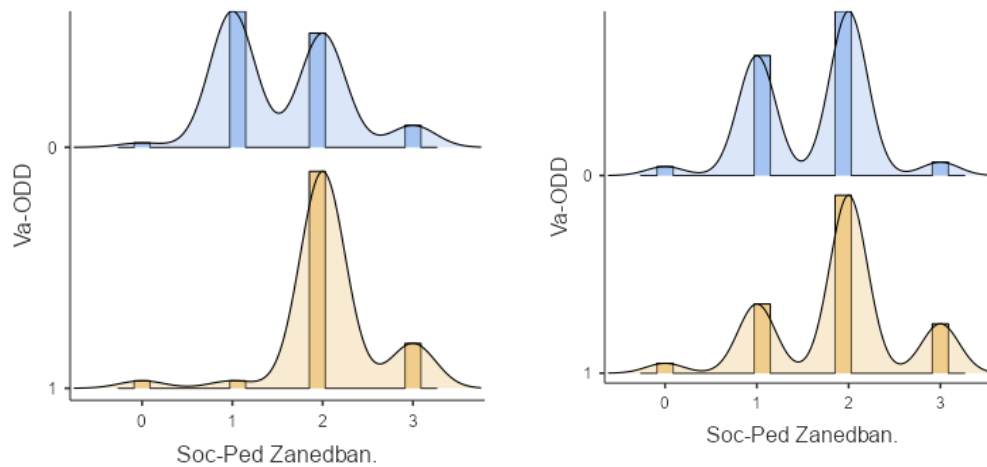 0
Va-ODD
1
0 1 2 3
Soc-Ped Zanedban.
0
Va-ODD
1
0 1 2 3
Soc-Ped Zanedban.